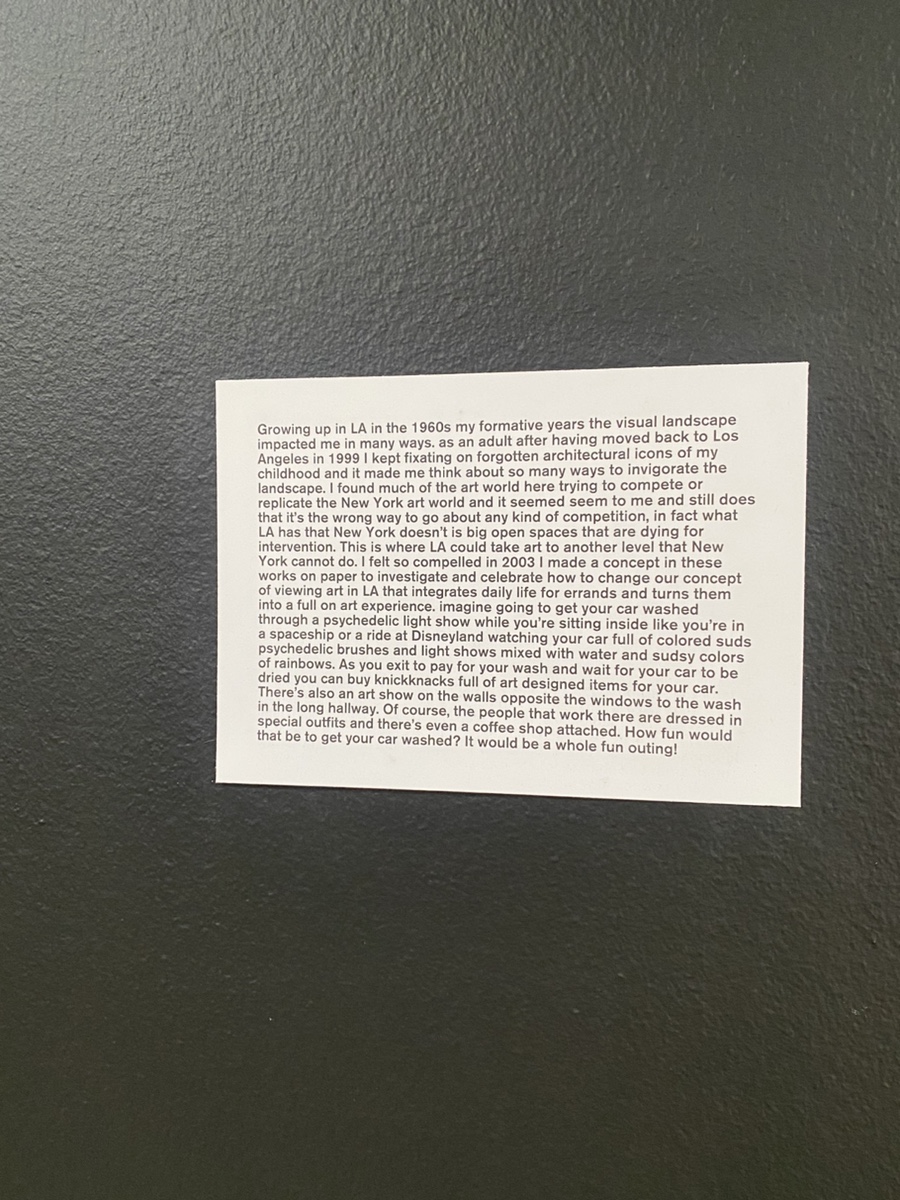 Growing up in LA in the 1960s my formative years the visual landscape
impacted me in many ways. as an adult after having moved back to Los
Angeles in 1999 I kept fixating on forgotten architectural icons of my
childhood and it made me think about so many ways to invigorate the
landscape. I found much of the art world here trying to compete or
replicate the New York art world and it seemed seem to me and still does
that it's the wrong way to go about any kind of competition, in fact what
LA has that New York doesn't is big open spaces that are dying for
intervention. This is where LA could take art to another level that New
York cannot do. I felt so compelled in 2003 I made a concept in these
works on paper to investigate and celebrate how to change our concept
of viewing art in LA that integrates daily life for errands and turns them
into a full on art experience. imagine going to get your car washed
through a psychedelic light show while you're sitting inside like you're in
a spaceship or a ride at Disneyland watching your car full of colored suds
psychedelic brushes and light shows mixed with water and sudsy colors
of rainbows. As you exit to pay for your wash and wait for your car to be
dried you can buy knickknacks full of art designed items for your car.
There's also an art show on the walls opposite the windows to the wash
in the long hallway. Of course, the people that work there are dressed in
special outfits and there's even a coffee shop attached. How fun would
that be to get your car washed? It would be a whole fun outing!